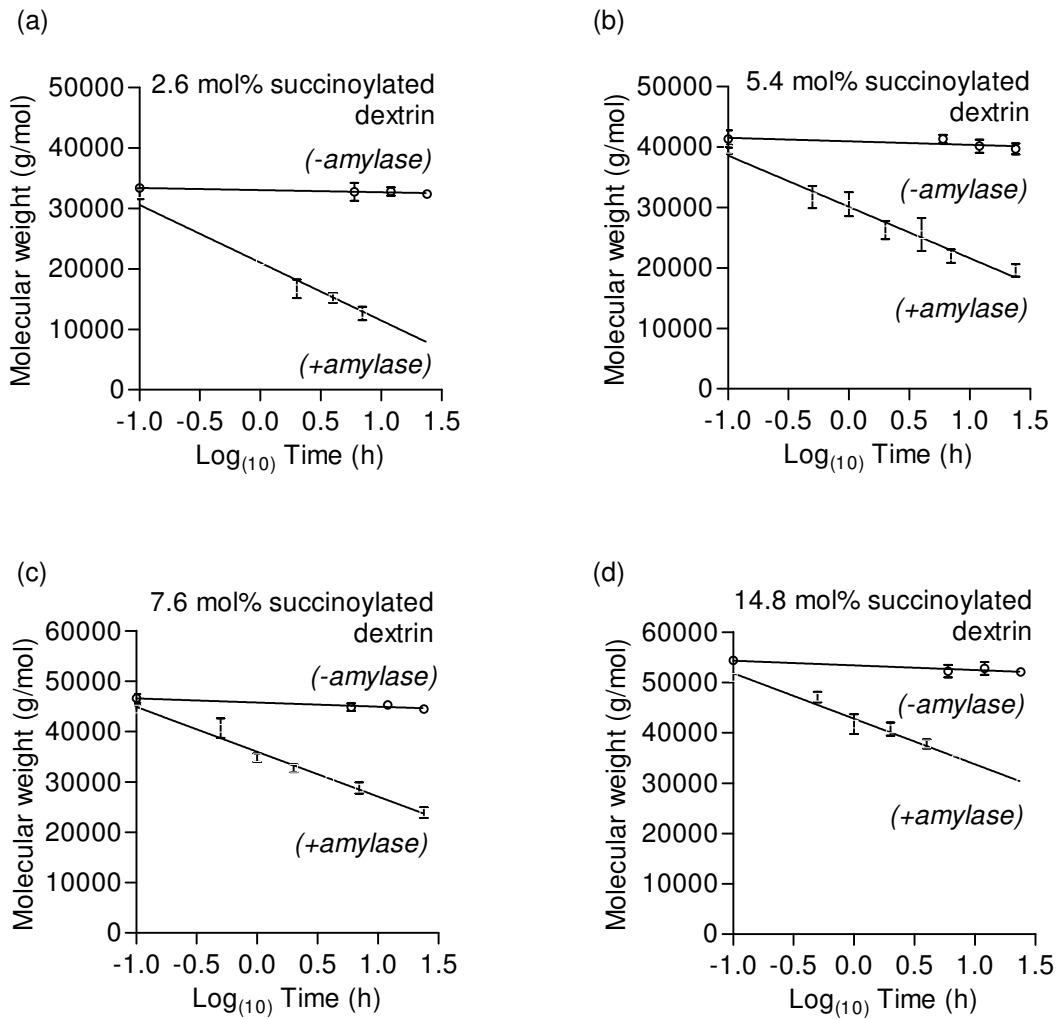 (a)
2.6 mol% succinoylated
dextrin
(-amylase)
(+amylase)
Molecular weight (g/mol)
50000
40000
30000
20000
10000
0
-1.0 -0.5 0.0 0.5 1.0 1.5
Log(10) Time (h)
(b)
5.4 mol% succinoylated
dextrin
(-amylase)
(+amylase)
Molecular weight (g/mol)
50000
40000
30000
20000
10000
0
-1.0 -0.5 0.0 0.5 1.0 1.5
Log(10) Time (h)
(c)
7.6 mol% succinoylated
dextrin
(-amylase)
(+amylase)
Molecular weight (g/mol)
60000
50000
40000
30000
20000
10000
0
-1.0 -0.5 0.0 0.5 1.0 1.5
Log(10) Time (h)
(d)
14.8 mol% succinoylated
dextrin
(-amylase)
(+amylase)
Molecular weight (g/mol)
60000
50000
40000
30000
20000
10000
0
-1.0 -0.5 0.0 0.5 1.0 1.5
Log(10) Time (h)